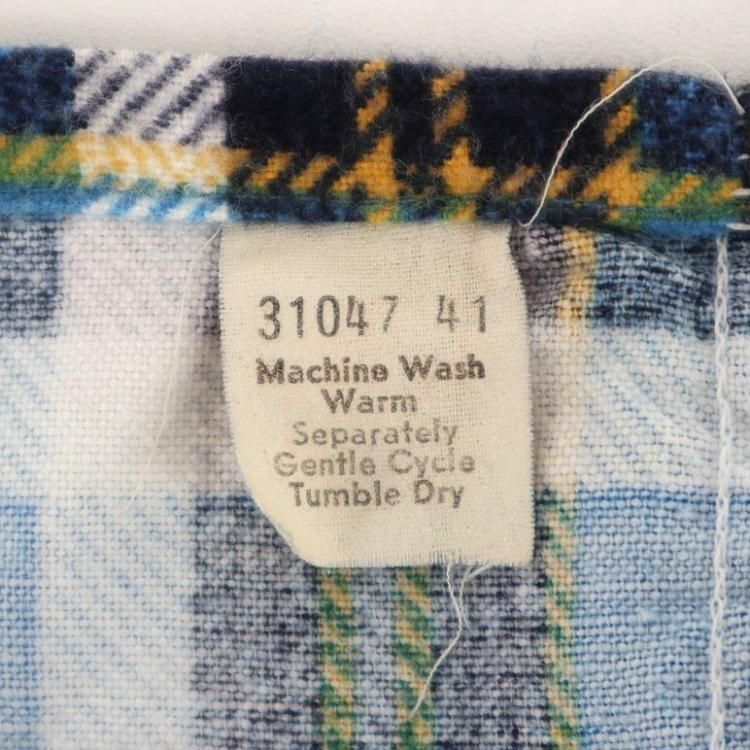 31047 41
Machine Wash
Warm
Separately
Gentle Cycle
Tumble Dry